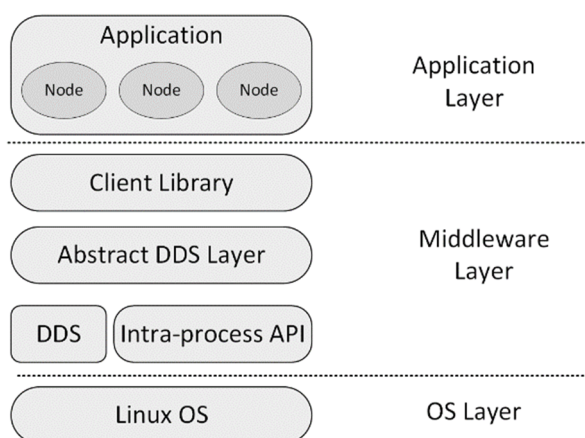 Application
Node Node Node
Application
Layer
Client Library
Abstract DDS Layer
Middleware
Layer
DDS Intra-process API
Linux OS
OS Layer